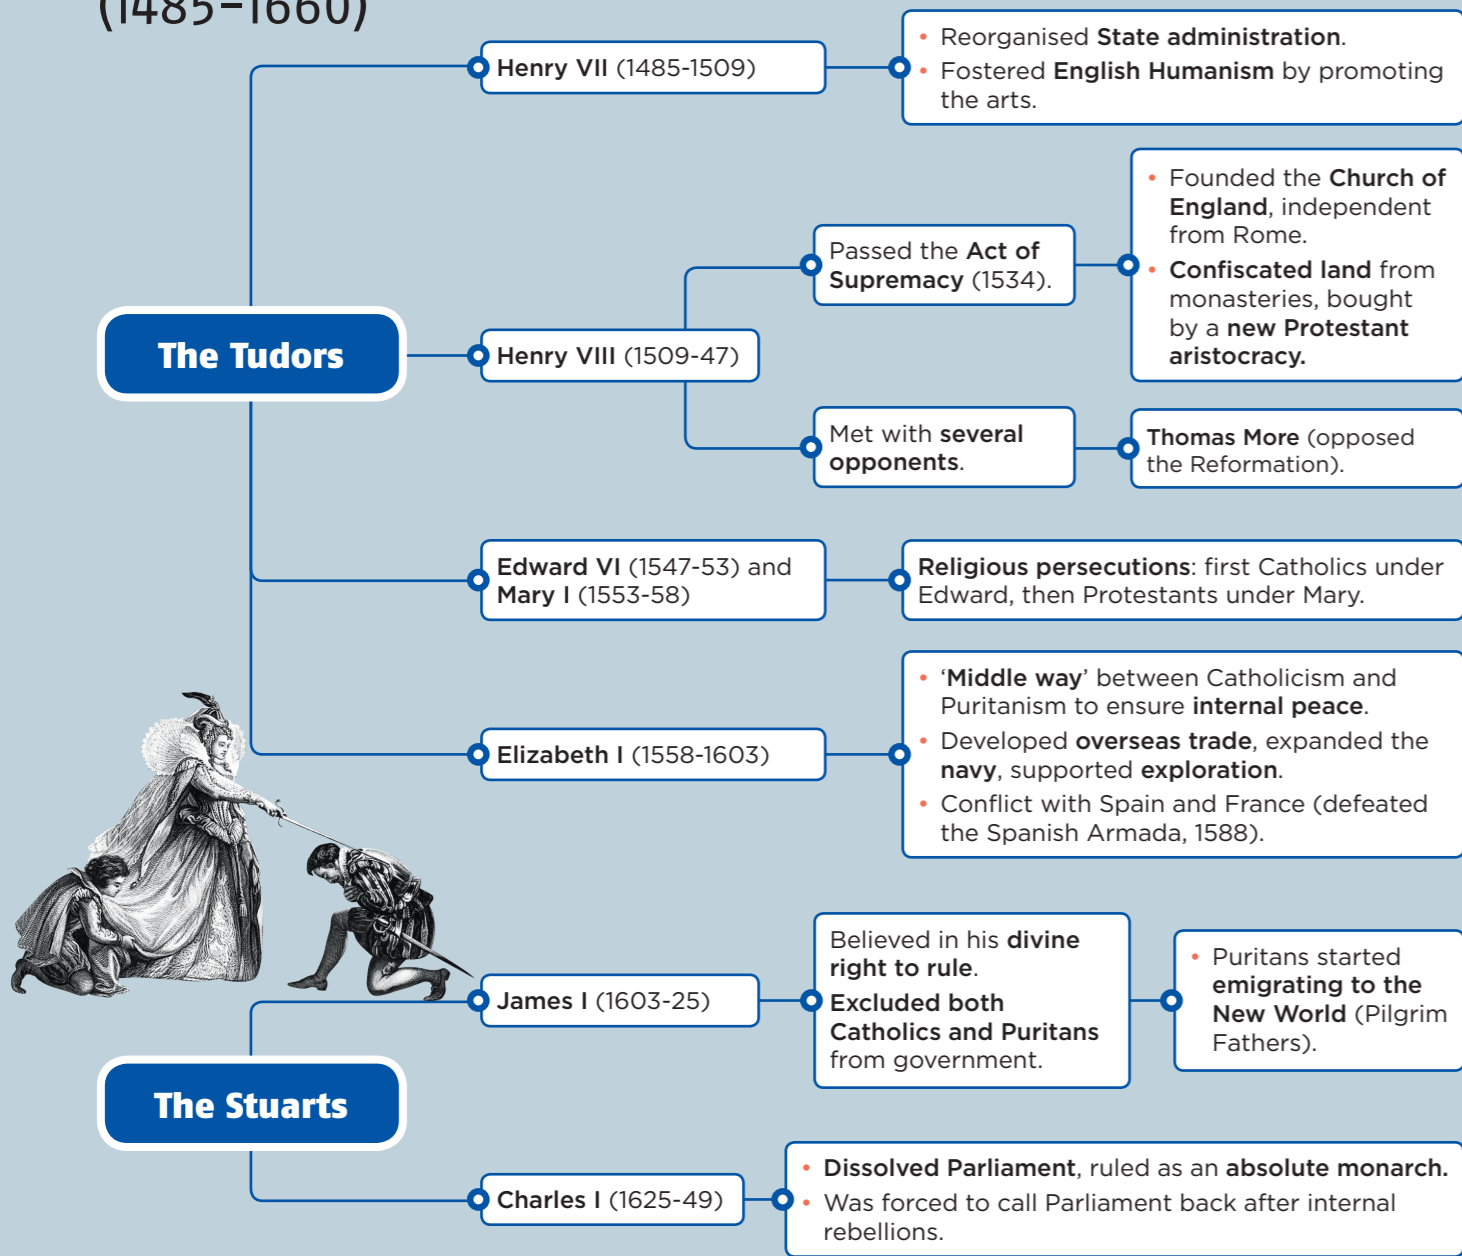 (1485–1660)
Henry VII (1485-1509)
• Reorganised State administration.
• Fostered English Humanism by promoting
the arts.
The Tudors
Henry VIII (1509-47)
Passed the Act of
Supremacy (1534).
• Founded the Church of
England, independent
from Rome.
• Confiscated land from
monasteries, bought
by a new Protestant
aristocracy.
Met with several
opponents.
Thomas More (opposed
the Reformation).
Edward VI (1547-53) and
Mary I (1553-58)
Religious persecutions: first Catholics under
Edward, then Protestants under Mary.
Elizabeth I (1558-1603)
• ‘Middle way’ between Catholicism and
Puritanism to ensure internal peace.
• Developed overseas trade, expanded the
navy, supported exploration.
• Conflict with Spain and France (defeated
the Spanish Armada, 1588).
The Stuarts
James I (1603-25)
Believed in his divine
right to rule.
Excluded both
Catholics and Puritans
from government.
• Puritans started
emigrating to the
New World (Pilgrim
Fathers).
Charles I (1625-49)
• Dissolved Parliament, ruled as an absolute monarch.
• Was forced to call Parliament back after internal
rebellions.